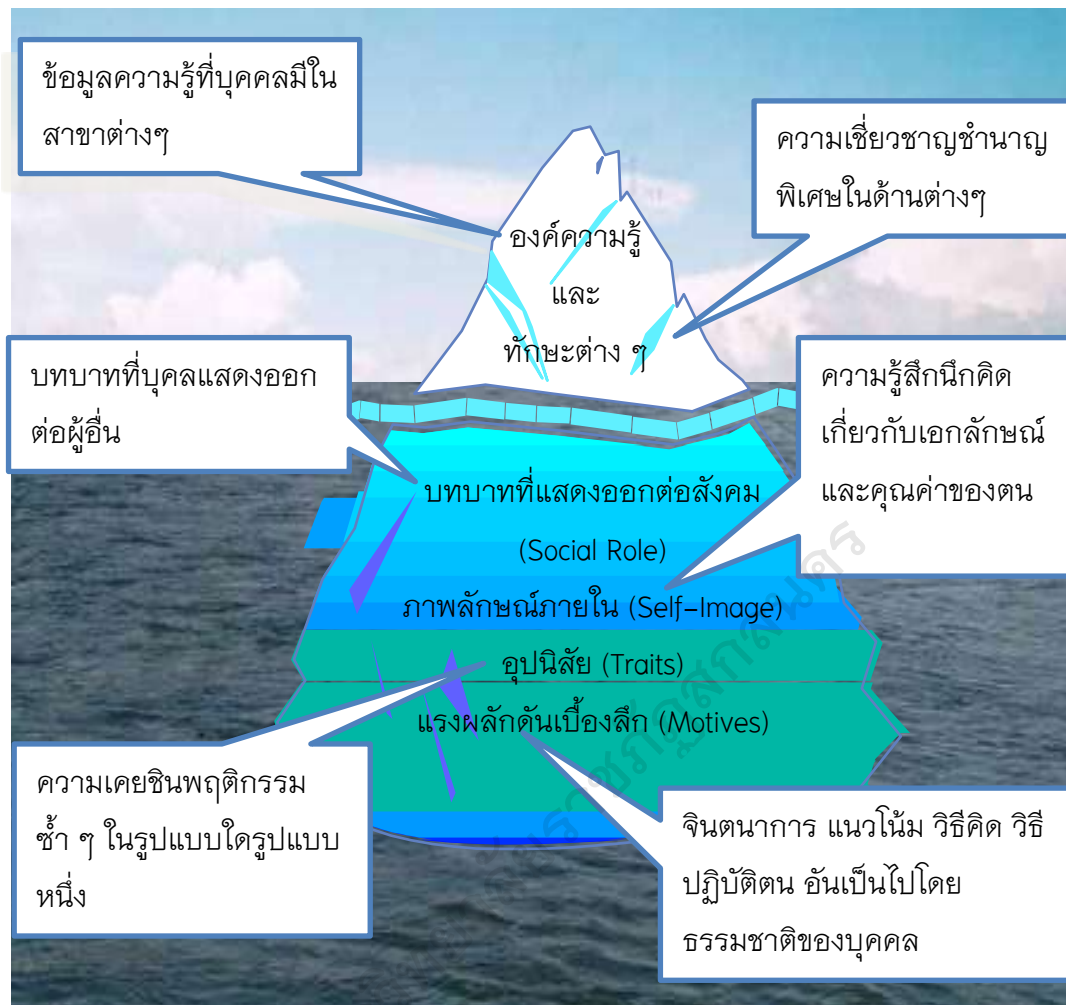 ข้อมูลความรู้ที่บุคคลมีใน
สาขาต่างๆ
ความเชี่ยวชาญชำนาญ
พิเศษในด้านต่างๆ
องค์ความรู้
และ
ทักษะต่าง ๆ
บทบาทที่บุคลแสดงออก
ต่อผู้อื่น
ความรู้สึกนึกคิด
เกี่ยวกับเอกลักษณ์
และคุณค่าของตน
บทบาทที่แสดงออกต่อสังคม
(Social Role)
ภาพลักษณ์ภายใน (Self-Image)
อุปนิสัย (Traits)
แรงผลักดันเบื้องลึก (Motives)
ความเคยชินพฤติกรรม
ซ้ำ ๆ ในรูปแบบใดรูปแบบ
หนึ่ง
จินตนาการ แนวโน้ม วิธีคิด วิธี
ปฏิบัติตน อันเป็นไปโดย
ธรรมชาติของบุคคล